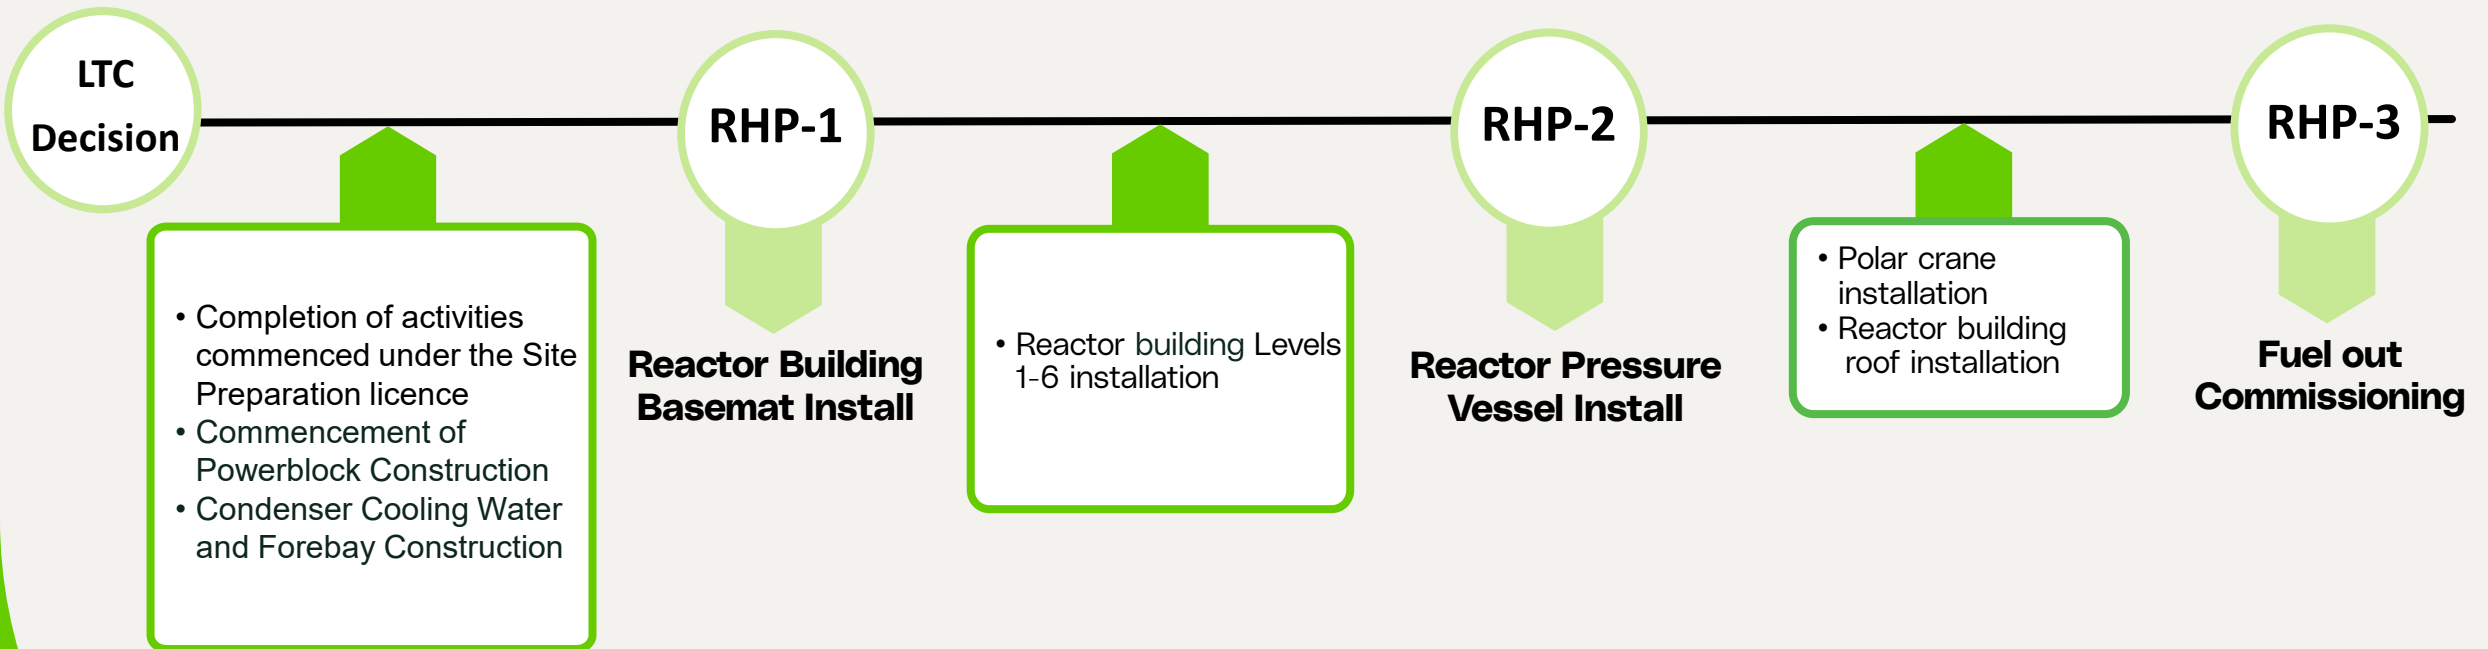 LTC
Decision
RHP-1
RHP-2
RHP-3
• Completion of activities
commenced under the Site
Preparation licence
• Commencement of
Powerblock Construction
• Condenser Cooling Water
and Forebay Construction
Reactor Building
Basemat Install
• Reactor building Levels
1-6 installation
Reactor Pressure
Vessel Install
• Polar crane
installation
• Reactor building
roof installation
Fuel out
Commissioning